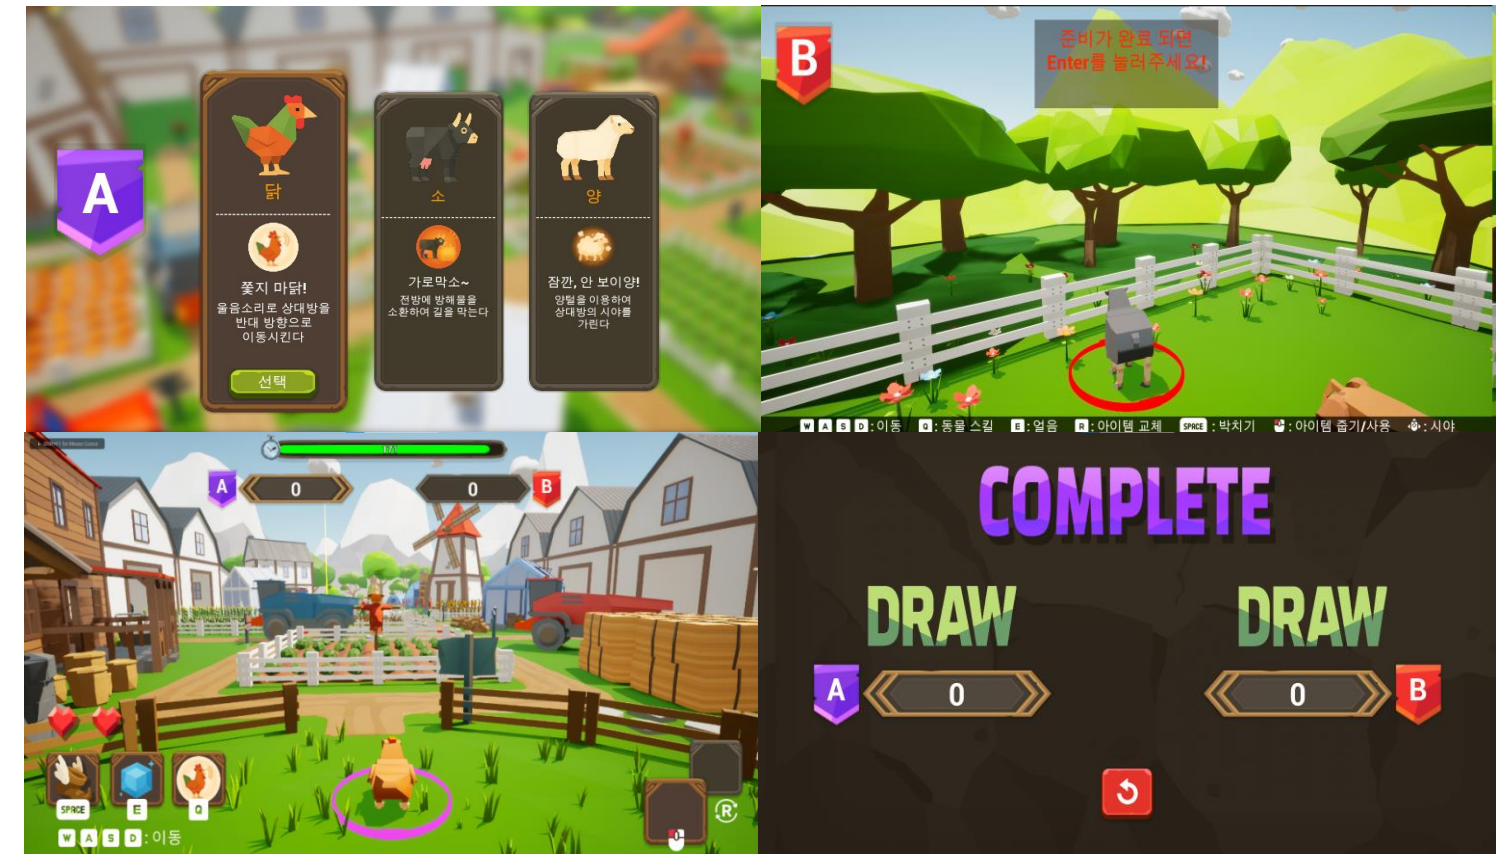 A
닭
쫓지 마닭!
울음소리로 상대방을
반대 방향으로
이동시킨다
선택
소
가로막소~
전방에 방해물을
소환하여 길을 막는다
양
잠깐, 안 보이양!
양털을 이용하여
상대방의 시야를
가린다
B
준비가 완료 되면
Enter를 눌러주세요!
W A S D : 이동 Q : 동물 스킬 E : 얼음 R : 아이템 교체 SPACE : 박치기 : 아이템 줍기/사용 : 시야
A 0 0 B
SPACE E Q
R
W A S D : 이동
COMPLETE
DRAW DRAW
A 0 0 B